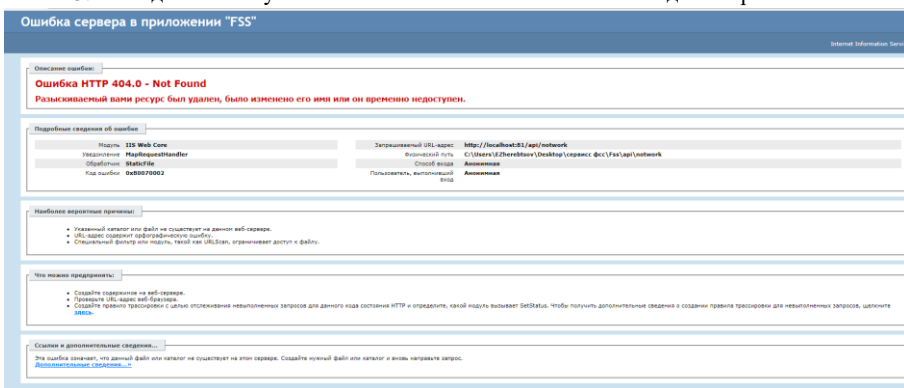 Ошибка сервера в приложении "FSS"
Internet Information Servi
Описание ошибки:
Ошибка HTTP 404.0 - Not Found
Разыскиваемый вами ресурс был удален, было изменено его имя или он временно недоступен.
Подробные сведения об ошибке
Модуль IIS Web Core
Уведомление MapRequestHandler
Обработчик StaticFile
Код ошибки 0x80070002
Запрашиваемый URL-адрес http://localhost:81/api/notwork
Физический путь C:\Users\EZherebtsov\Desktop\сервисс фсс\Fss\api\notwork
Способ входа Анонимная
Пользователь, выполнивший вход Анонимная
Наиболее вероятные причины:
• Указанный каталог или файл не существует на данном веб-сервере.
• URL-адрес содержит орфографическую ошибку.
• Специальный фильтр или модуль, такой как URLScan, ограничивает доступ к файлу.
Что можно предпринять:
• Создайте содержимое на веб-сервере.
• Проверьте URL-адрес веб-браузера.
• Создайте правило трассировки с целью отслеживания невыполненных запросов для данного кода состояния HTTP и определите, какой модуль вызывает SetStatus. Чтобы получить дополнительные сведения о создании правила трассировки для невыполненных запросов, щелкните
здесь.
Ссылки и дополнительные сведения...
Эта ошибка означает, что данный файл или каталог не существует на этом сервере. Создайте нужный файл или каталог и вновь направьте запрос.
Дополнительные сведения...»